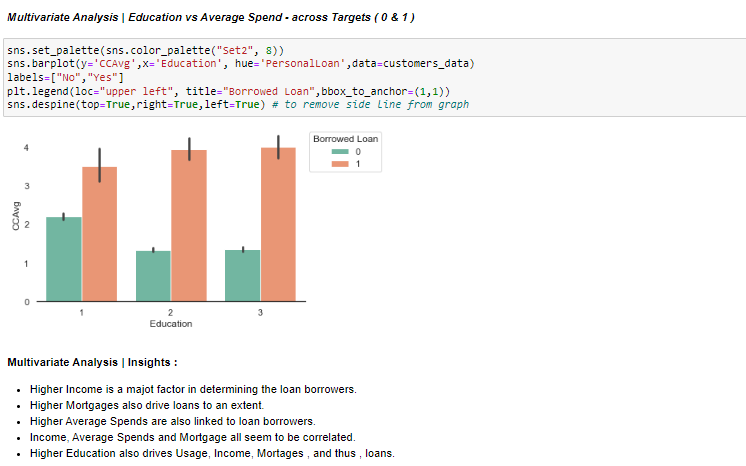 Multivariate Analysis | Education vs Average Spend - across Targets ( 0 & 1 )
sns.set_palette(sns.color_palette("Set2", 8))
sns.barplot(y='CCAvg',x='Education', hue='PersonalLoan',data=customers_data)
labels=["No","Yes"]
plt.legend(loc="upper left", title="Borrowed Loan",bbox_to_anchor=(1,1))
sns.despine(top=True,right=True,left=True) # to remove side line from graph
Borrowed Loan
0
1
4
3
2
1
0
CCAvg
1 2 3
Education
Multivariate Analysis | Insights :
• Higher Income is a majot factor in determining the loan borrowers.
• Higher Mortgages also drive loans to an extent.
• Higher Average Spends are also linked to loan borrowers.
• Income, Average Spends and Mortgage all seem to be correlated.
• Higher Education also drives Usage, Income, Mortages , and thus , loans.